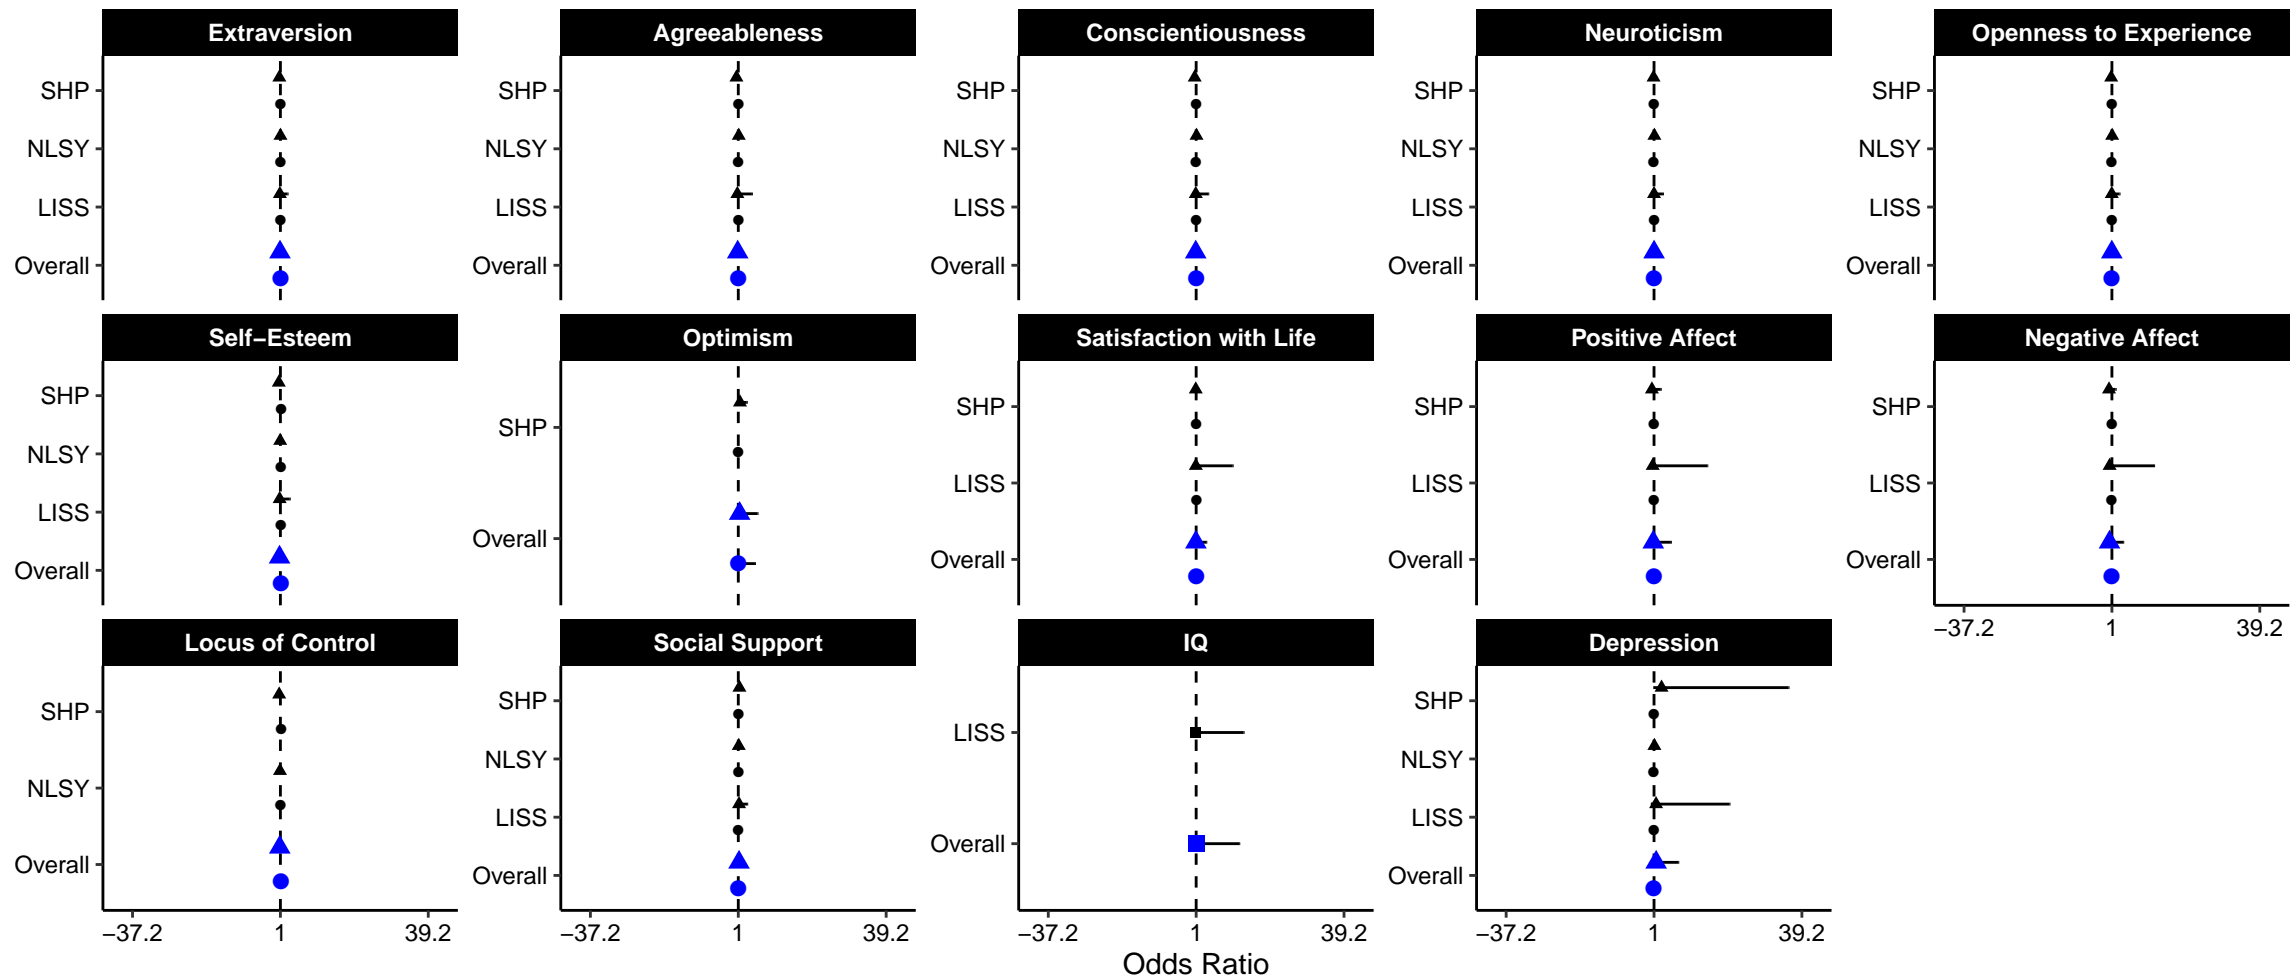 Extraversion
Agreeableness
Conscientiousness
Neuroticism
Openness to Experience
SHP
NLSY
LISS
Overall
SHP
NLSY
LISS
Overall
SHP
NLSY
LISS
Overall
SHP
NLSY
LISS
Overall
SHP
NLSY
LISS
Overall
Self−Esteem
Optimism
Satisfaction with Life
Positive Affect
Negative Affect
SHP
NLSY
LISS
Overall
SHP
Overall
SHP
LISS
Overall
SHP
LISS
Overall
SHP
LISS
Overall
−37.2 1 39.2
Locus of Control
Social Support
IQ
Depression
SHP
NLSY
Overall
−37.2 1 39.2
SHP
NLSY
LISS
Overall
−37.2 1 39.2
LISS
Overall
−37.2 1 39.2
SHP
NLSY
LISS
Overall
−37.2 1 39.2
Odds Ratio